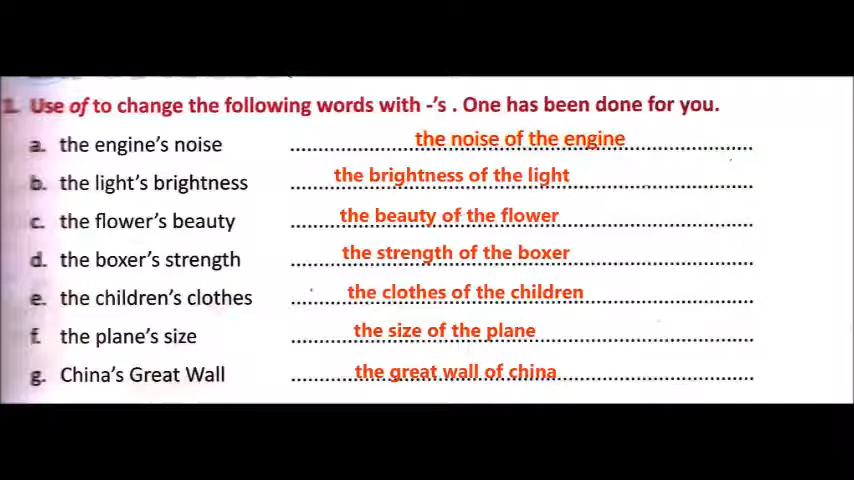 1. Use of to change the following words with -'s . One has been done for you.
a. the engine's noise ........ the noise of the engine ........
b. the light's brightness ........ the brightness of the light ........
c. the flower's beauty ........ the beauty of the flower ........
d. the boxer's strength ........ the strength of the boxer ........
e. the children's clothes ........ the clothes of the children ........
f. the plane's size ........ the size of the plane ........
g. China's Great Wall ........ the great wall of china ........